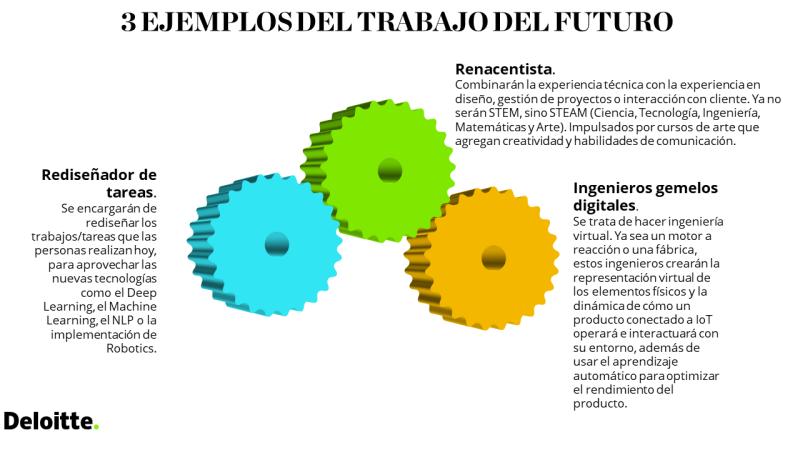 3 EJEMPLOS DEL TRABAJO DEL FUTURO
Renacentista.
Combinarán la experiencia técnica con la experiencia en
diseño, gestión de proyectos o interacción con cliente. Ya no
serán STEM, sino STEAM (Ciencia, Tecnología, Ingeniería,
Matemáticas y Arte). Impulsados por cursos de arte que
agregan creatividad y habilidades de comunicación.
Rediseñador de
tareas.
Se encargarán de
rediseñar los
trabajos/tareas que las
personas realizan hoy,
para aprovechar las
nuevas tecnologías
como el Deep
Learning, el Machine
Learning, el NLP o la
implementación de
Robotics.
Ingenieros gemelos
digitales.
Se trata de hacer ingeniería
virtual. Ya sea un motor a
reacción o una fábrica,
estos ingenieros crearán la
representación virtual de
los elementos físicos y la
dinámica de cómo un
producto conectado a IoT
operará e interactuará con
su entorno, además de
usar el aprendizaje
automático para optimizar
el rendimiento del
producto.
Deloitte.